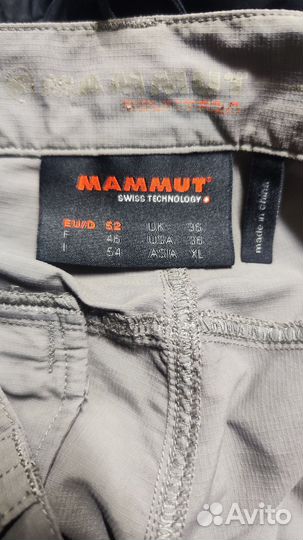 MAMMUT
SWISS TECHNOLOGY
EU/D 52 UK 36
F 46 USA 36
I 54 ASIA XL
made in china
Avito